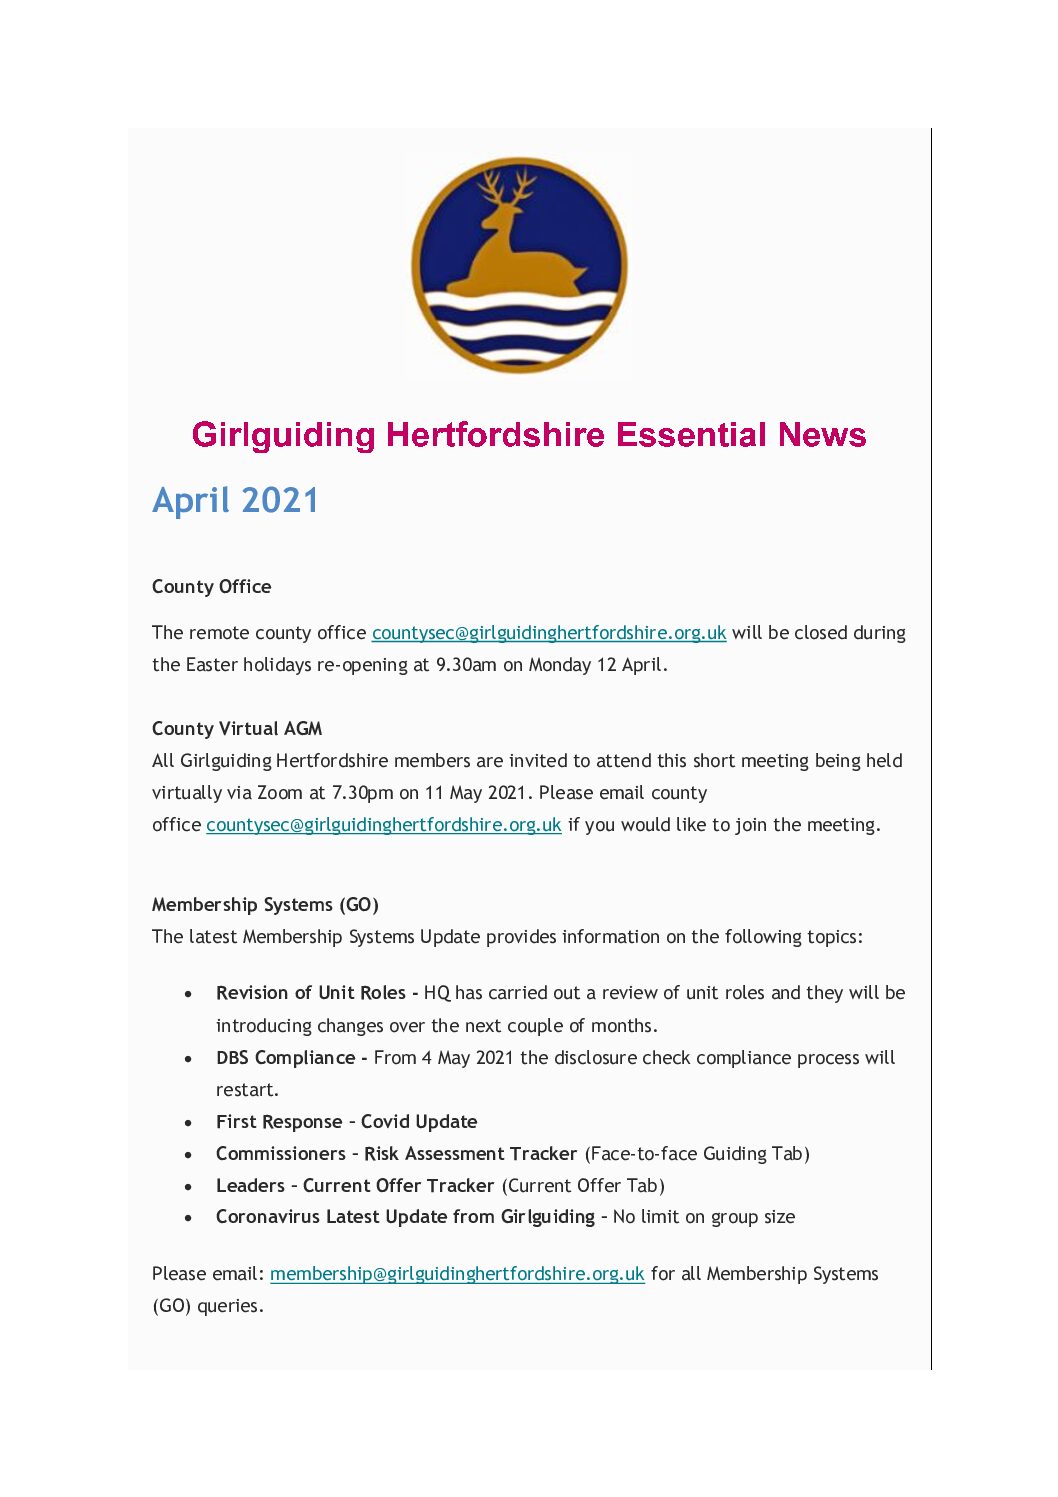 Girlguiding Hertfordshire Essential News
April 2021
County Office
The remote county office countysec@girlguidinghertfordshire.org.uk will be closed during
the Easter holidays re-opening at 9.30am on Monday 12 April.
County Virtual AGM
All Girlguiding Hertfordshire members are invited to attend this short meeting being held
virtually via Zoom at 7.30pm on 11 May 2021. Please email county
office countysec@girlguidinghertfordshire.org.uk if you would like to join the meeting.
Membership Systems (GO)
The latest Membership Systems Update provides information on the following topics:
• Revision of Unit Roles - HQ has carried out a review of unit roles and they will be
introducing changes over the next couple of months.
• DBS Compliance - From 4 May 2021 the disclosure check compliance process will
restart.
• First Response – Covid Update
• Commissioners – Risk Assessment Tracker (Face-to-face Guiding Tab)
• Leaders – Current Offer Tracker (Current Offer Tab)
• Coronavirus Latest Update from Girlguiding – No limit on group size
Please email: membership@girlguidinghertfordshire.org.uk for all Membership Systems
(GO) queries.